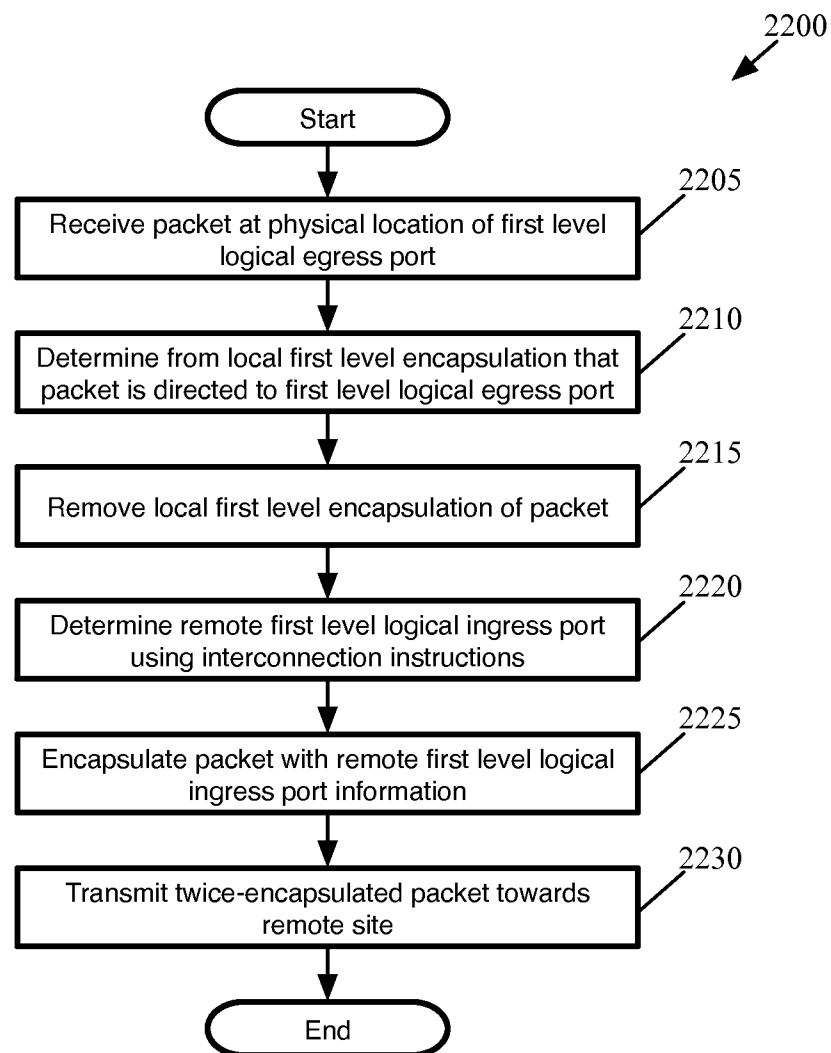 2200
Start
2205
Receive packet at physical location of first level
logical egress port
2210
Determine from local first level encapsulation that
packet is directed to first level logical egress port
2215
Remove local first level encapsulation of packet
2220
Determine remote first level logical ingress port
using interconnection instructions
2225
Encapsulate packet with remote first level logical
ingress port information
2230
Transmit twice-encapsulated packet towards
remote site
End